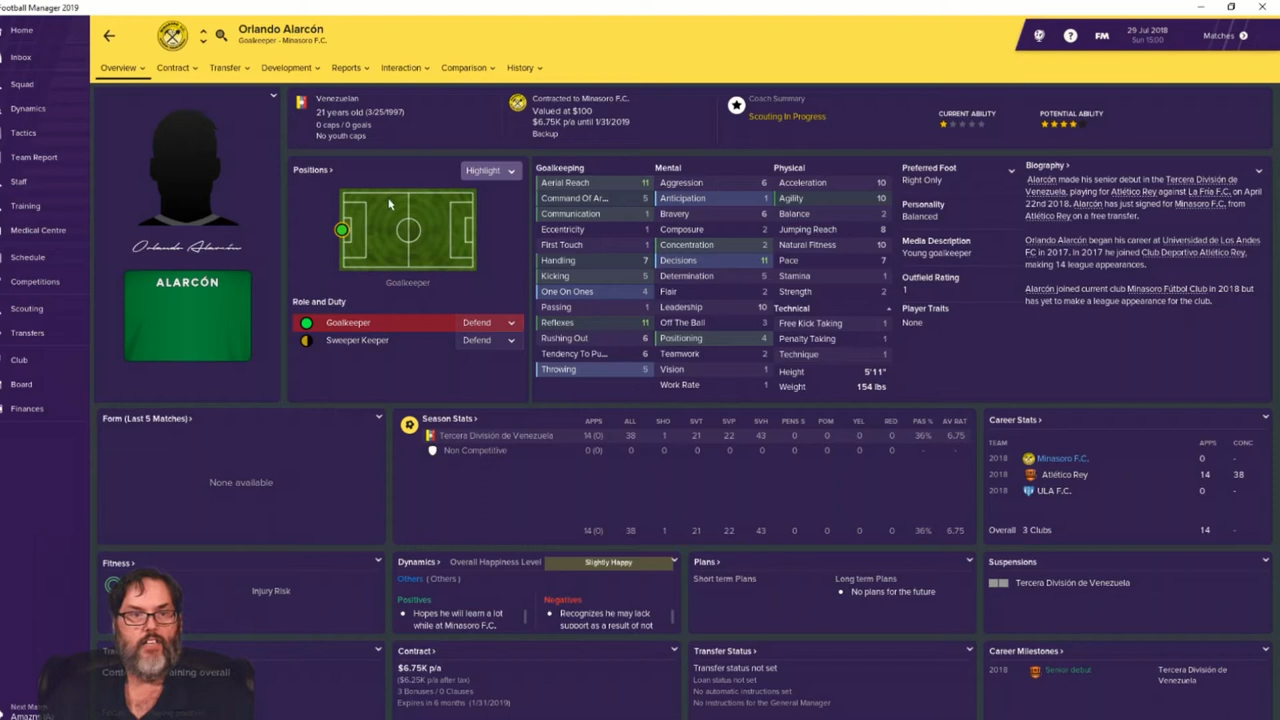 Football Manager 2019
Home
Inbox
Squad
Dynamics
Tactics
Team Report
Staff
Training
Medical Centre
Schedule
Competitions
Scouting
Transfers
Club
Board
Finances
Orlando Alarcón
Goalkeeper - Minasoro F.C.
29 Jul 2018
Sun 15:00
FM
Matches
Overview
Contract
Transfer
Development
Reports
Interaction
Comparison
History
Orlando Alarcón
ALARCÓN
Venezuelan
21 years old (3/25/1997)
0 caps / 0 goals
No youth caps
Contracted to Minasoro F.C.
Valued at $100
$6.75K p/a until 1/31/2019
Backup
Coach Summary
Scouting In Progress
CURRENT ABILITY
POTENTIAL ABILITY
Positions
Highlight
Goalkeeper
Role and Duty
Goalkeeper Defend
Sweeper Keeper Defend
Goalkeeping
Aerial Reach 11
Command Of Ar... 5
Communication 1
Eccentricity 1
First Touch 1
Handling 7
Kicking 5
One On Ones 4
Passing 1
Reflexes 11
Rushing Out 6
Tendency To Pu... 6
Throwing 5
Mental
Aggression 6
Anticipation 1
Bravery 6
Composure 2
Concentration 2
Decisions 11
Determination 5
Flair 2
Leadership 10
Off The Ball 3
Positioning 4
Teamwork 2
Vision 1
Work Rate 1
Physical
Acceleration 10
Agility 10
Balance 2
Jumping Reach 8
Natural Fitness 10
Pace 7
Stamina 1
Strength 2
Technical
Free Kick Taking 1
Penalty Taking 1
Technique 1
Height 5'11"
Weight 154 lbs
Preferred Foot
Right Only
Personality
Balanced
Media Description
Young goalkeeper
Outfield Rating
1
Player Traits
None
Biography
Alarcón made his senior debut in the Tercera División de
Venezuela, playing for Atlético Rey against La Fría F.C, on April
22nd 2018. Alarcón has just signed for Minasoro F.C. from
Atlético Rey on a free transfer.
Orlando Alarcón began his career at Universidad de Los Andes
FC in 2017. In 2017 he joined Club Deportivo Atlético Rey,
making 14 league appearances.
Alarcón joined current club Minasoro Fútbol Club in 2018 but
has yet to make a league appearance for the club.
Form (Last 5 Matches)
None available
Season Stats APPS ALL SHO SVT SVP SVH PENS S POM YEL RED PAS % AV RAT
Tercera División de Venezuela 14 (0) 38 1 21 22 43 0 0 0 0 36% 6.75
Non Competitive 0 (0) 0 0 0 0 0 0 0 0 0 - -
14 (0) 38 1 21 22 43 0 0 0 0 36% 6.75
Career Stats
TEAM APPS CONC
2018 Minasoro F.C. 0 -
2018 Atlético Rey 14 38
2018 ULA F.C. 0 -
Overall 3 Clubs 14 -
Fitness
Injury Risk
Dynamics Overall Happiness Level Slightly Happy
Others (Others)
Positives
Hopes he will learn a lot
while at Minasoro F.C.
Negatives
Recognizes he may lack
support as a result of not
Plans
Short term Plans
Long term Plans
No plans for the future
Suspensions
Tercera División de Venezuela
Contract
$6.75K p/a
($6.25K p/a after tax)
3 Bonuses / 0 Clauses
Expires in 6 months (1/31/2019)
Transfer Status
Transfer status not set
Loan status not set
No automatic instructions set
No instructions for the General Manager
Career Milestones
2018 Senior debut Tercera División de
Venezuela